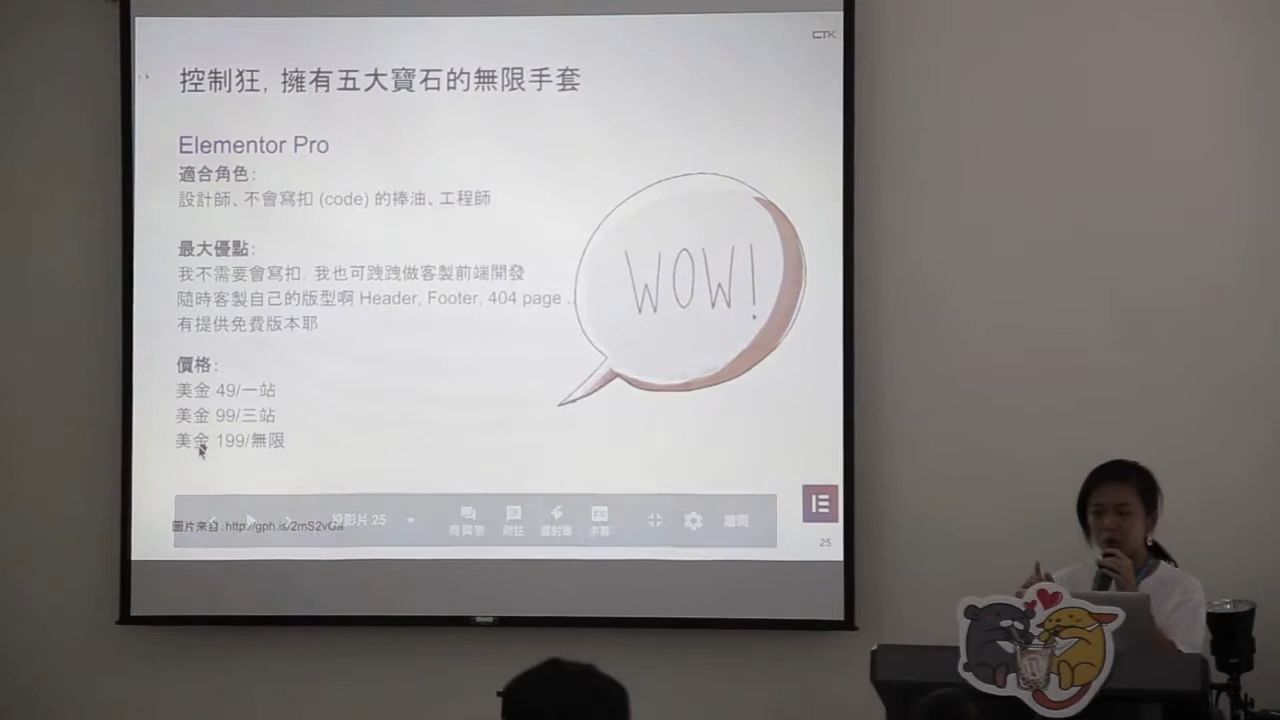 CTK
控制狂, 擁有五大寶石的無限手套
Elementor Pro
適合角色:
設計師、不會寫扣 (code) 的捧油、工程師
最大優點:
我不需要會寫扣, 我也可跩跩做客製前端開發
隨時客製自己的版型啊 Header, Footer, 404 page ..
有提供免費版本耶
WOW!
價格:
美金 49/一站
美金 99/三站
美金 199/無限
投影片 25
圖片來自: http://gph.is/2mS2vGa
25